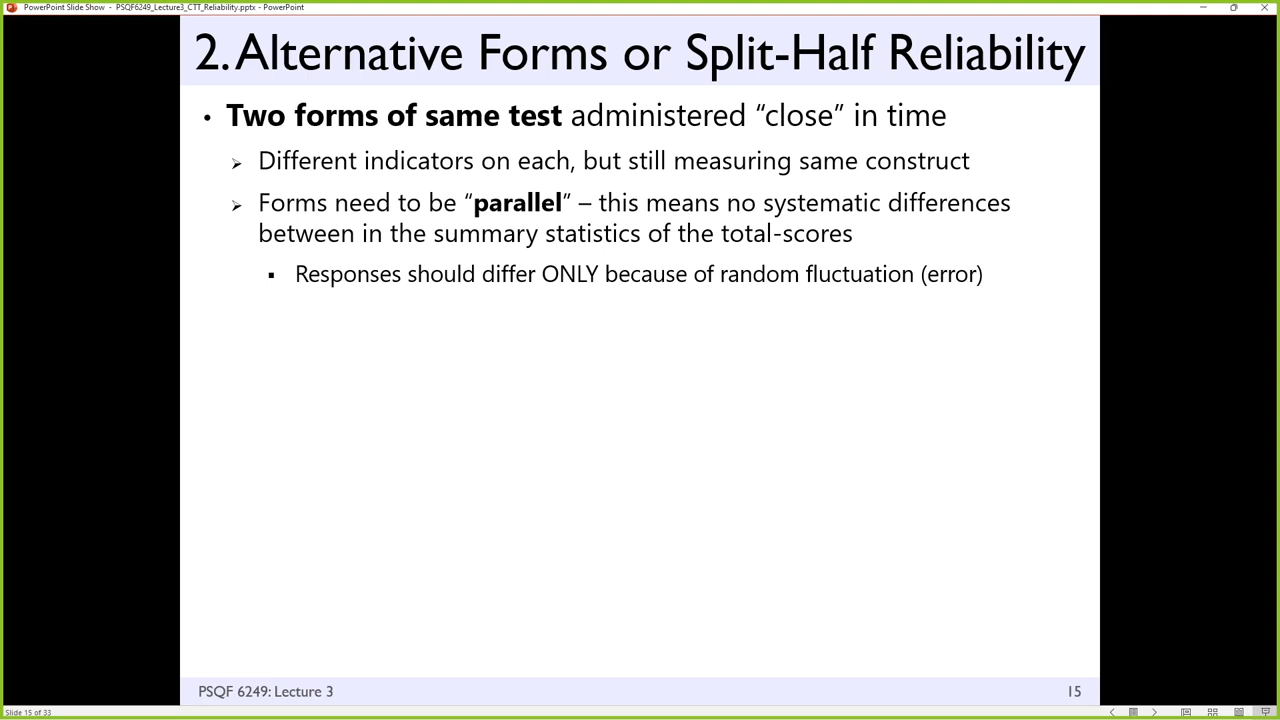 PowerPoint Slide Show - PSQF6249_Lecture3_CTT_Reliability.pptx - PowerPoint
2. Alternative Forms or Split-Half Reliability
• Two forms of same test administered “close” in time
➢ Different indicators on each, but still measuring same construct
➢ Forms need to be “parallel” – this means no systematic differences
between in the summary statistics of the total-scores
▪ Responses should differ ONLY because of random fluctuation (error)
PSQF 6249: Lecture 3
15
Slide 15 of 33